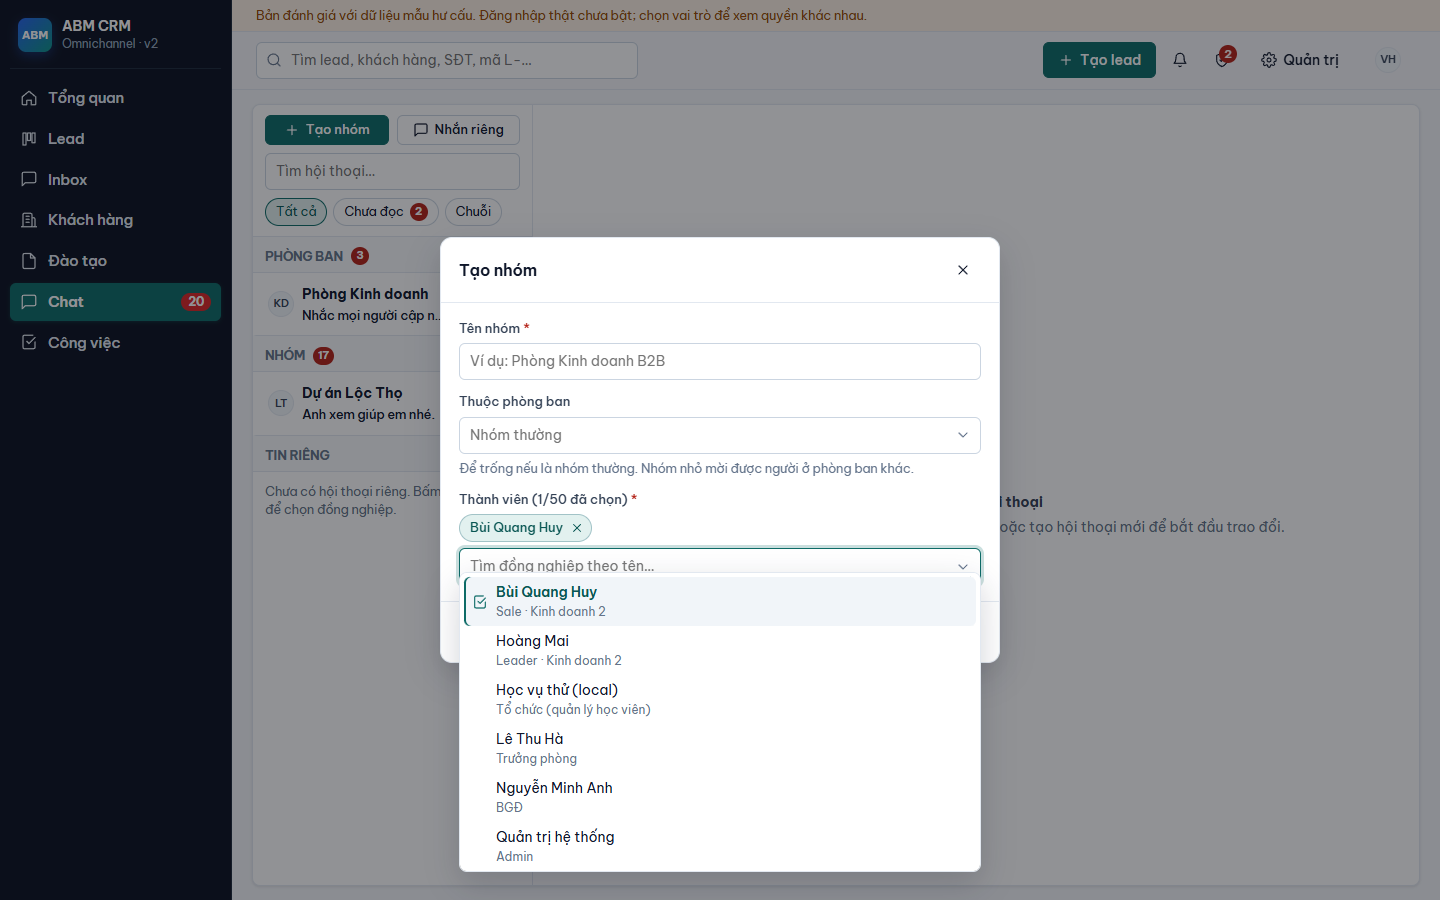 ABM
ABM CRM
Omnichannel · v2
Tổng quan
Lead
Inbox
Khách hàng
Đào tạo
Chat
20
Công việc
Bản đánh giá với dữ liệu mẫu hư cấu. Đăng nhập thật chưa bật; chọn vai trò để xem quyền khác nhau.
Tìm lead, khách hàng, SĐT, mã L-...
Tạo lead
2
Quản trị
VH
Tạo nhóm
Nhắn riêng
Tìm hội thoại...
Tất cả
Chưa đọc 2
Chuỗi
PHÒNG BAN 3
KD
Phòng Kinh doanh
Nhắc mọi người cập n...
NHÓM 17
LT
Dự án Lộc Thọ
Anh xem giúp em nhé.
TIN RIÊNG
Chưa có hội thoại riêng. Bấm
để chọn đồng nghiệp.
thoại
oặc tạo hội thoại mới để bắt đầu trao đổi.
Tạo nhóm
Tên nhóm *
Ví dụ: Phòng Kinh doanh B2B
Thuộc phòng ban
Nhóm thường
Để trống nếu là nhóm thường. Nhóm nhỏ mời được người ở phòng ban khác.
Thành viên (1/50 đã chọn) *
Bùi Quang Huy
Tìm đồng nghiệp theo tên...
Bùi Quang Huy
Sale · Kinh doanh 2
Hoàng Mai
Leader · Kinh doanh 2
Học vụ thử (local)
Tổ chức (quản lý học viên)
Lê Thu Hà
Trưởng phòng
Nguyễn Minh Anh
BGĐ
Quản trị hệ thống
Admin